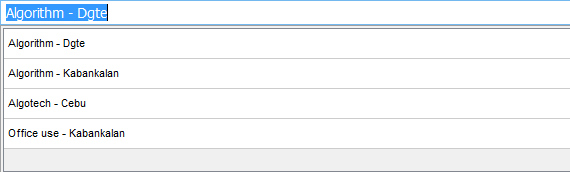 Algorithm - Dgte
Algorithm - Dgte
Algorithm - Kabankalan
Algotech - Cebu
Office use - Kabankalan